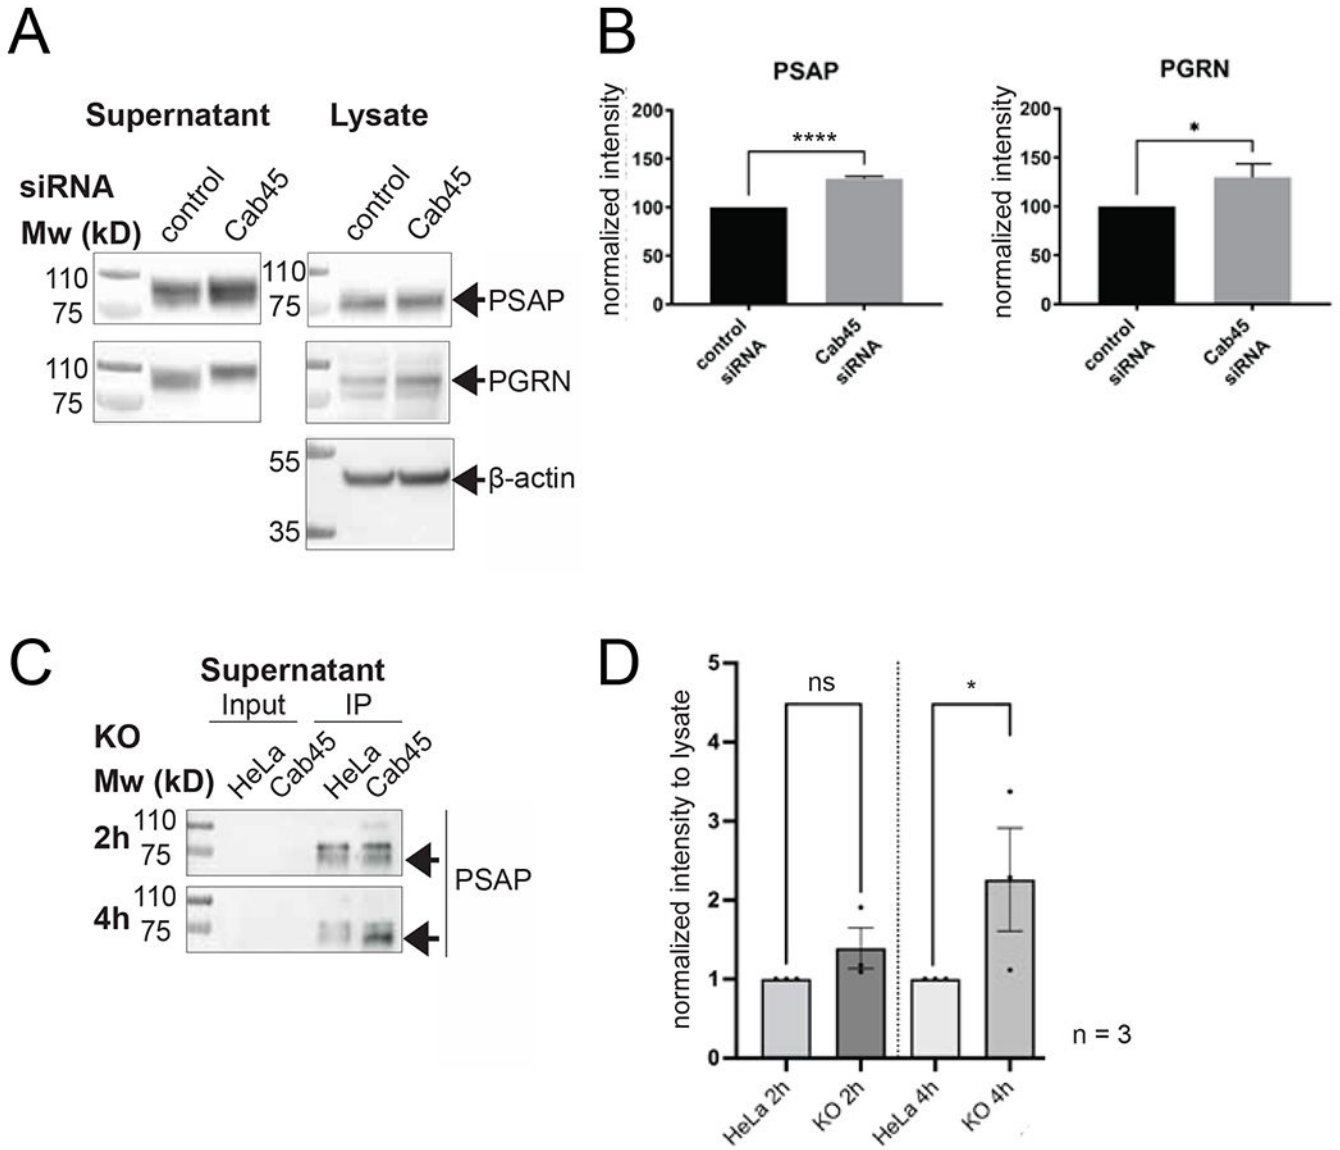 A
Supernatant Lysate
siRNA
Mw (kD) control Cab45 control Cab45
110 110
75 75 PSAP
110 PGRN
75
55 β-actin
35
B
PSAP
normalized intensity
200
150
100
50
0
****
control siRNA
Cab45 siRNA
PGRN
normalized intensity
200
150
100
50
0
*
control siRNA
Cab45 siRNA
C
Supernatant
Input IP
KO
Mw (kD) HeLa Cab45 HeLa Cab45
2h 110
75
4h 110
75
PSAP
D
normalized intensity to lysate
5
4
3
2
1
0
ns *
HeLa 2h KO 2h HeLa 4h KO 4h
n = 3